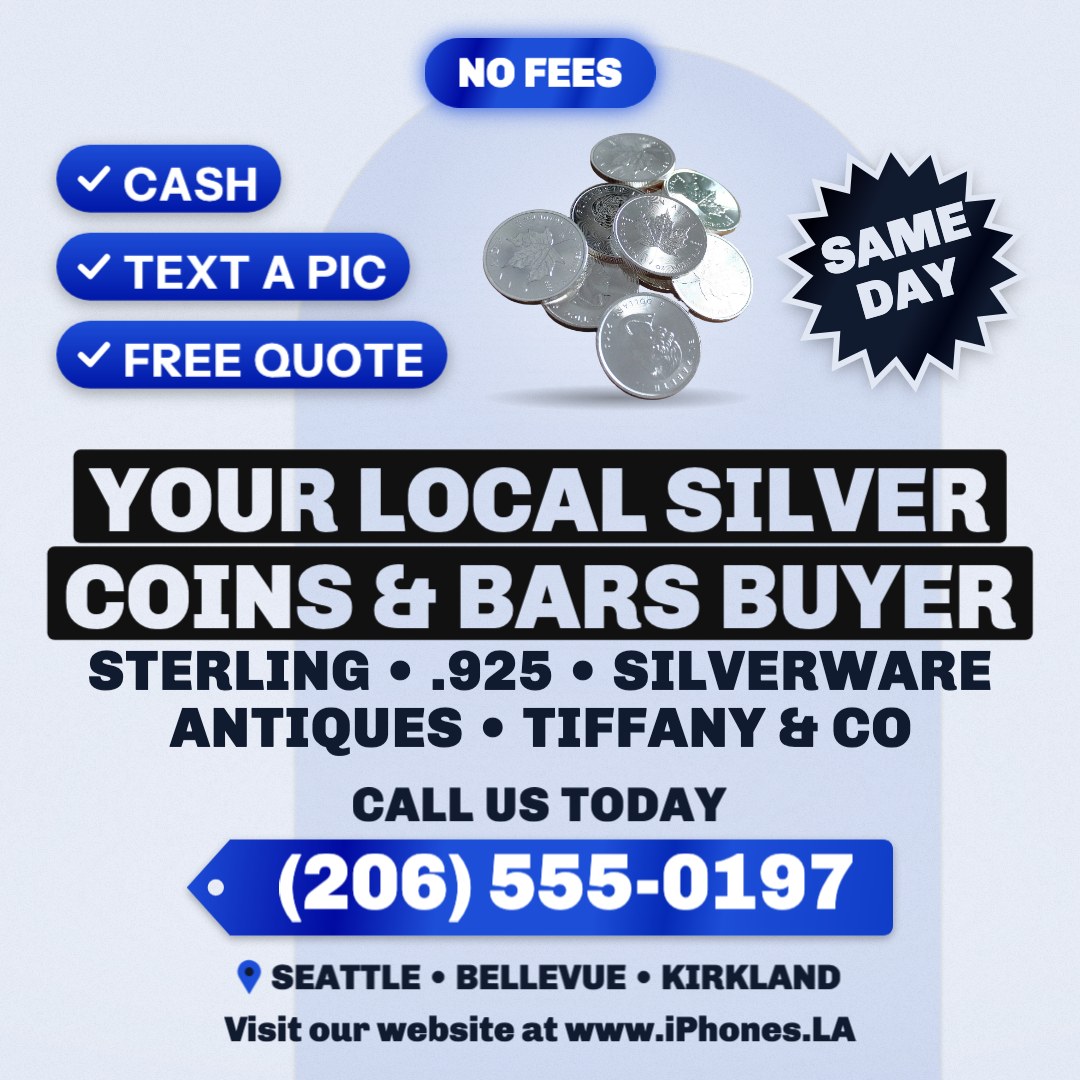 NO FEES
CASH
TEXT A PIC
FREE QUOTE
SAME
DAY
YOUR LOCAL SILVER
COINS & BARS BUYER
STERLING • .925 • SILVERWARE
ANTIQUES • TIFFANY & CO
CALL US TODAY
(206) 555-0197
SEATTLE • BELLEVUE • KIRKLAND
Visit our website at www.iPhones.LA